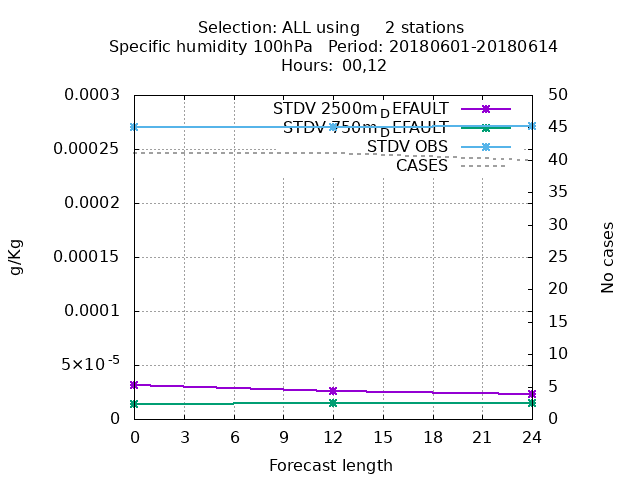 Selection: ALL using     2 stations
Specific humidity 100hPa   Period: 20180601-20180614
Hours: 00,12
0.0003
0.00025
0.0002
0.00015
0.0001
5×10-5
0
g/Kg
STDV 2500mDEFAULT
STDV 750mDEFAULT
STDV OBS
CASES
50
45
40
35
30
25
20
15
10
5
0
No cases
0 3 6 9 12 15 18 21 24
Forecast length